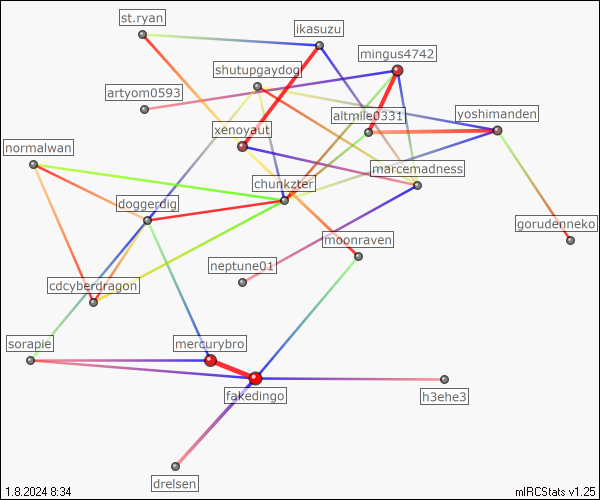 st.ryan
ikasuzu
mingus4742
shutupgaydog
artyom0593
altmile0331
yoshimanden
xenoyaut
normalwan
marcemadness
chunkzter
doggerdig
gorudenneko
moonraven
neptune01
cdcyberdragon
sorapie
mercurybro
fakedingo
h3ehe3
drelsen
1.8.2024 8:34
mIRCStats v1.25